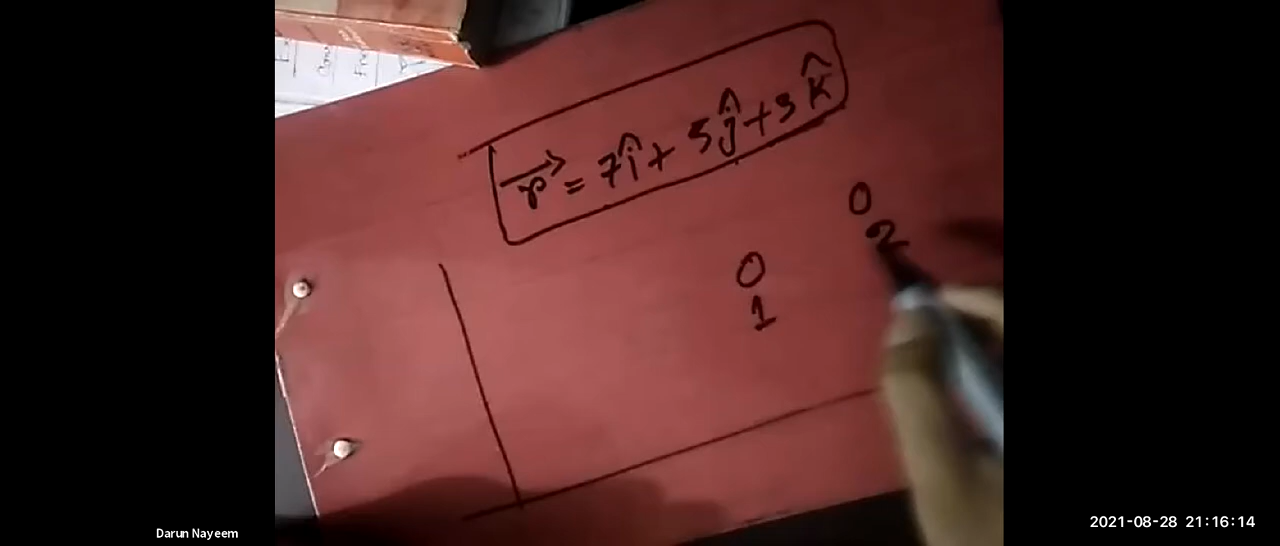 r⃗ = 7î + 5ĵ + 3k̂
0 0
1 2
Darun Nayeem
2021-08-28 21:16:14